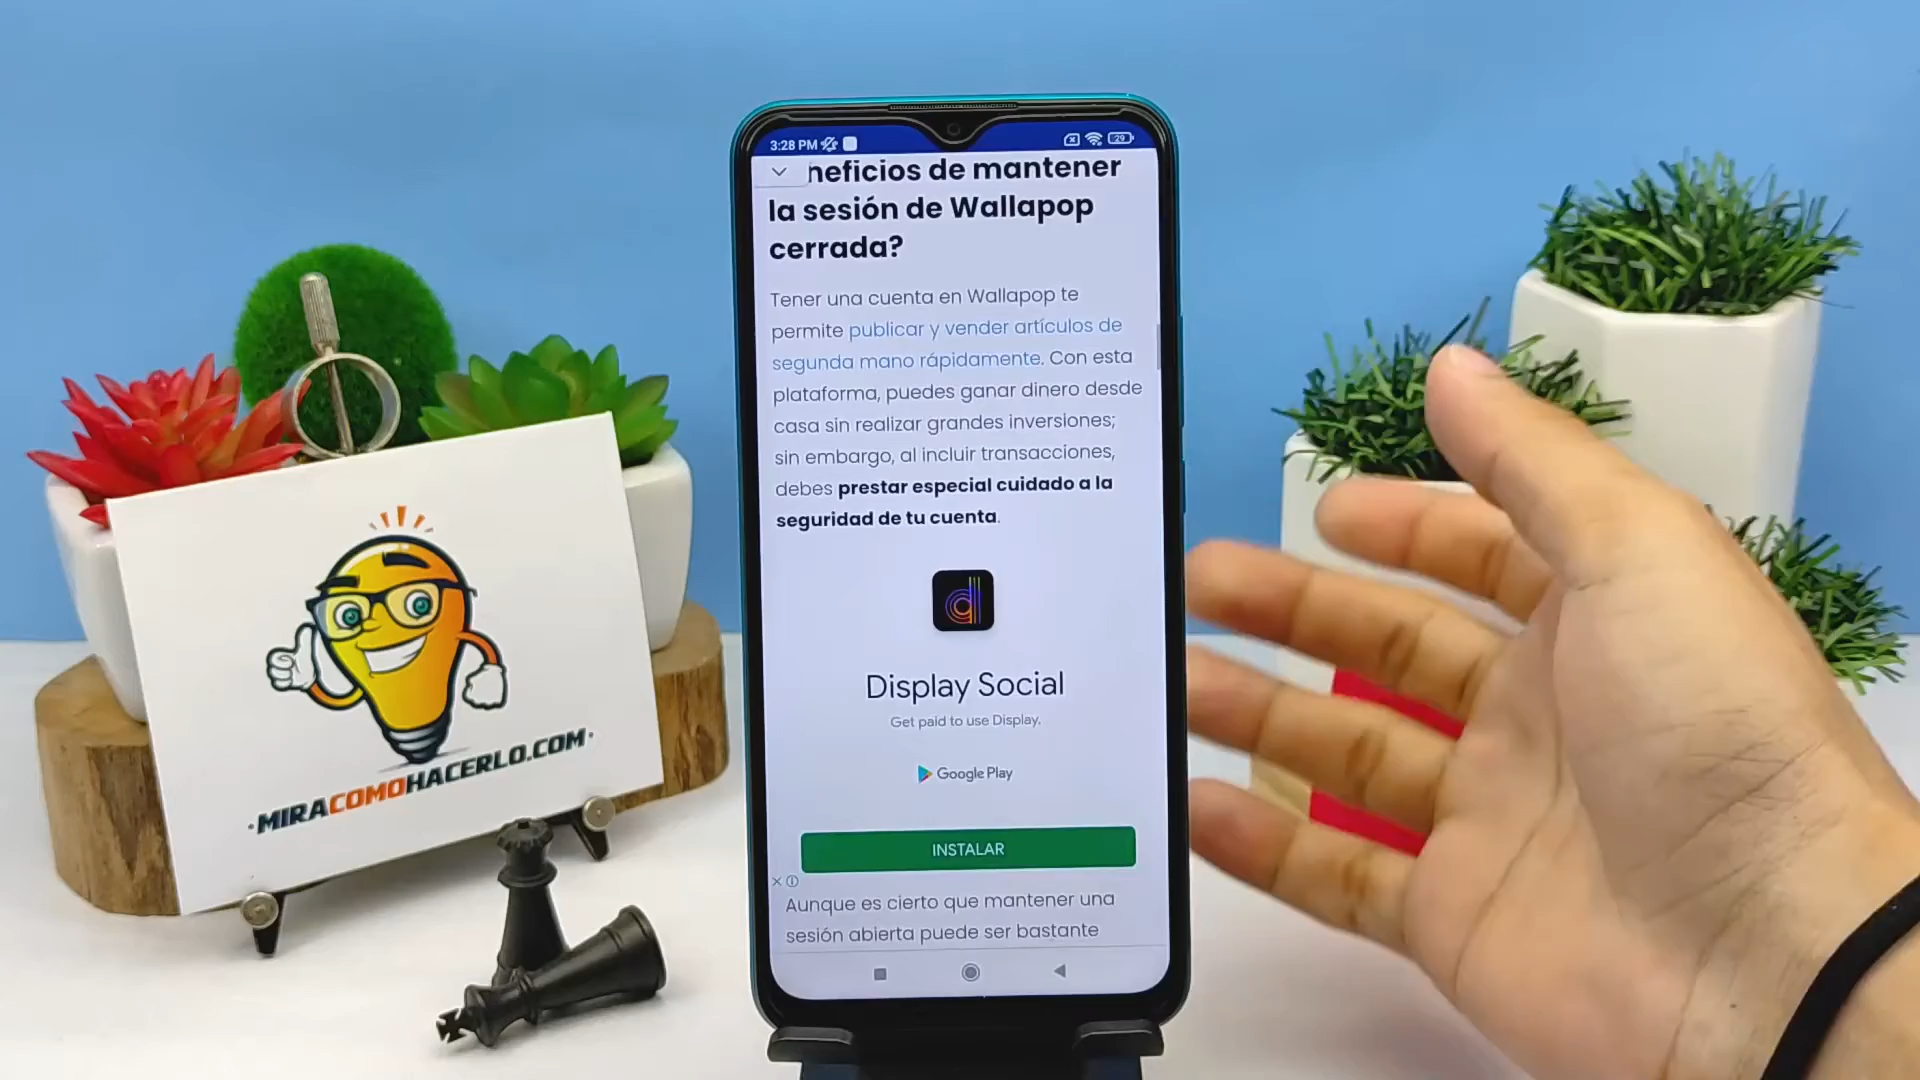 3:28 PM
29
neficios de mantener
la sesión de Wallapop
cerrada?
Tener una cuenta en Wallapop te
permite publicar y vender artículos de
segunda mano rápidamente. Con esta
plataforma, puedes ganar dinero desde
casa sin realizar grandes inversiones;
sin embargo, al incluir transacciones,
debes prestar especial cuidado a la
seguridad de tu cuenta.
Display Social
Get paid to use Display.
Google Play
INSTALAR
Aunque es cierto que mantener una
sesión abierta puede ser bastante
·MIRACOMOHACERLO.COM·